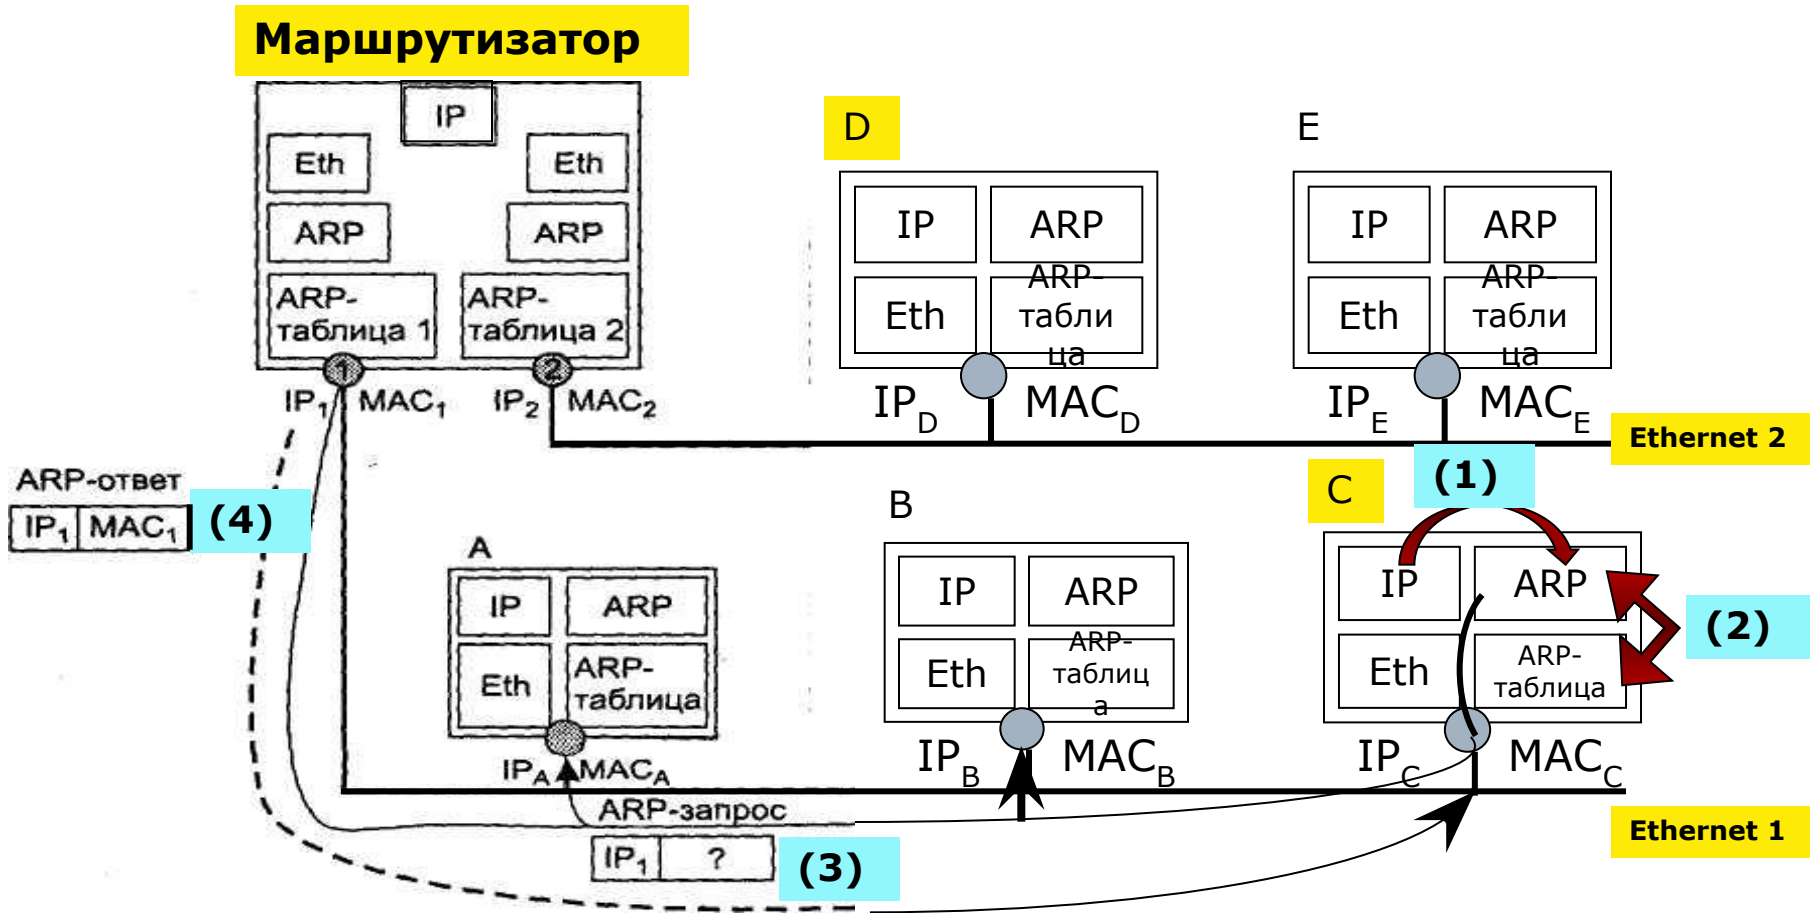 Маршрутизатор
IP
Eth
Eth
ARP
ARP
ARP-
таблица 1
ARP-
таблица 2
1
2
IP1
MAC1
IP2
MAC2
D
IP
ARP
Eth
ARP-
табли
ца
IPD
MACD
E
IP
ARP
Eth
ARP-
табли
ца
IPE
MACE
Ethernet 2
ARP-ответ
IP1
MAC1
(4)
A
IP
ARP
Eth
ARP-
таблица
IPA
MACA
B
IP
ARP
Eth
ARP-
таблиц
а
IPB
MACB
C
(1)
IP
ARP
(2)
Eth
ARP-
таблица
IPC
MACC
ARP-запрос
IP1
?
(3)
Ethernet 1